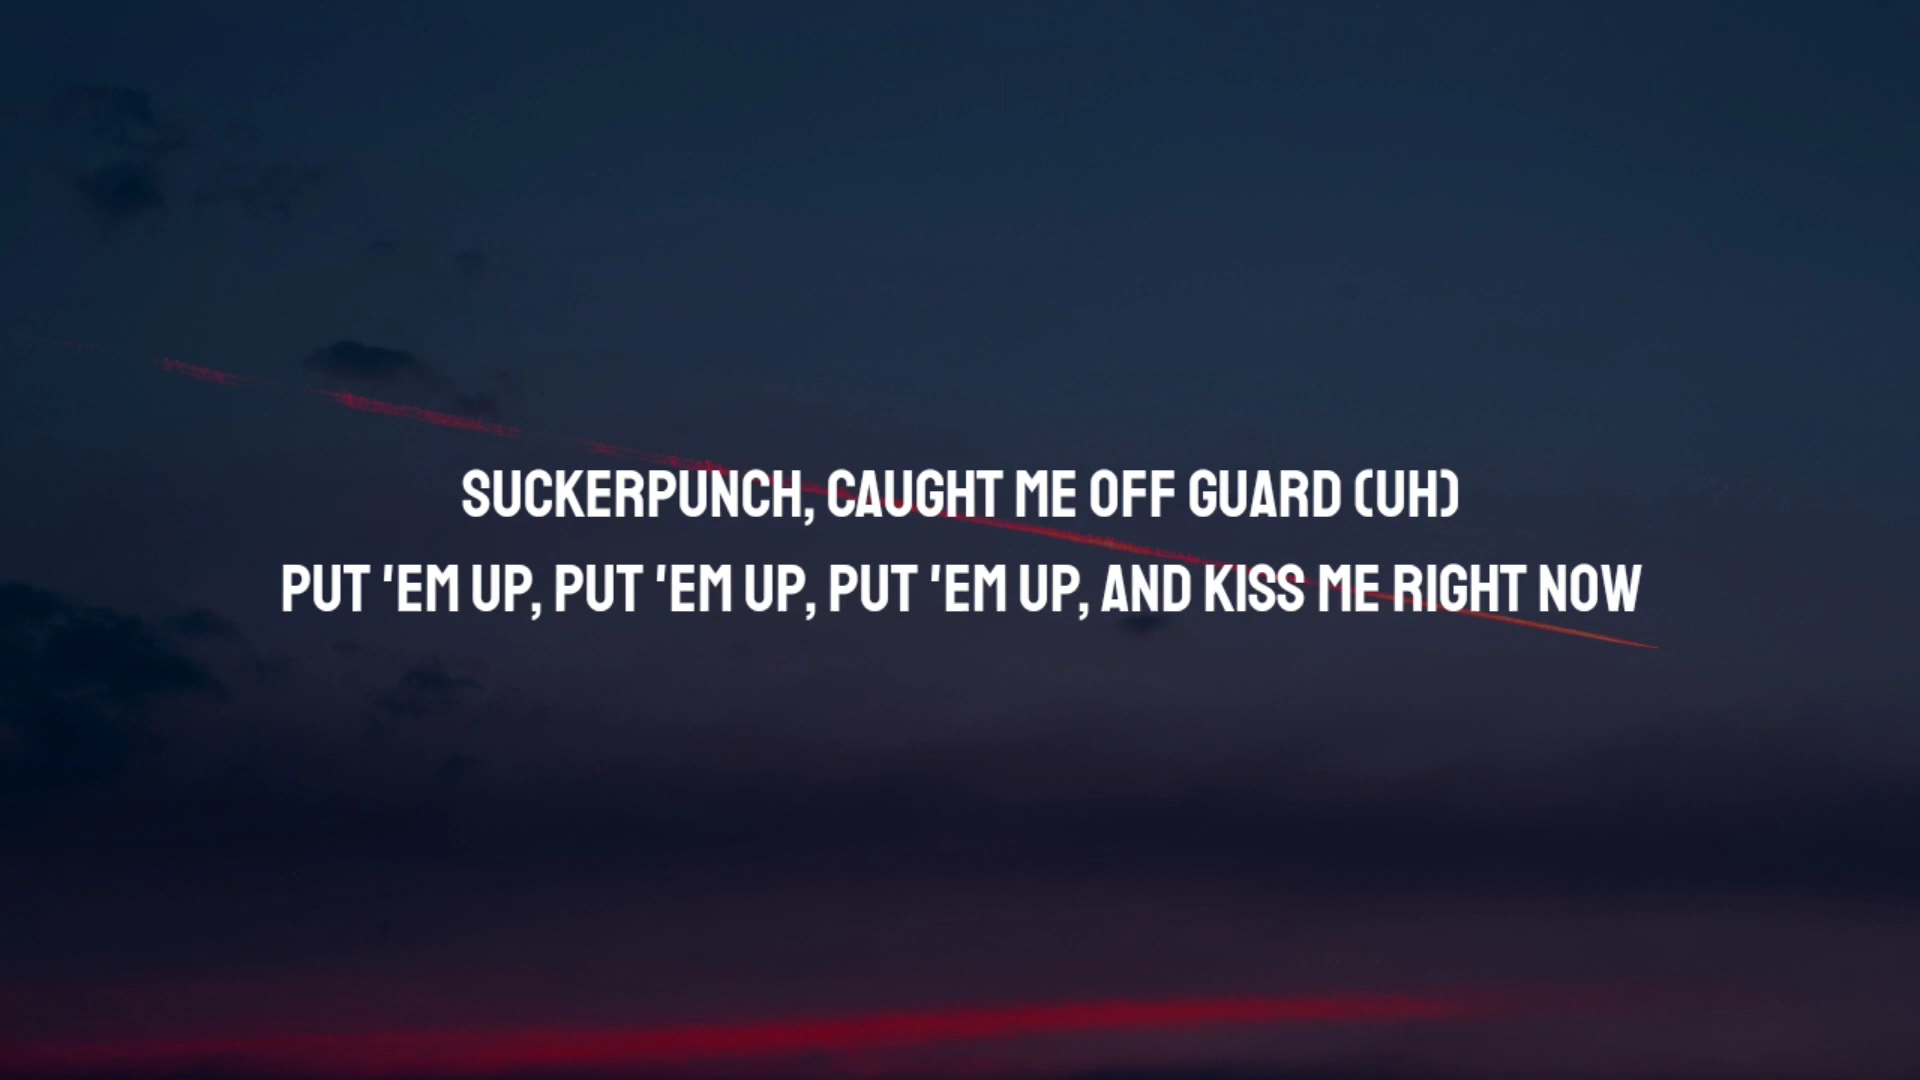 SUCKERPUNCH, CAUGHT ME OFF GUARD (UH)
PUT 'EM UP, PUT 'EM UP, PUT 'EM UP, AND KISS ME RIGHT NOW